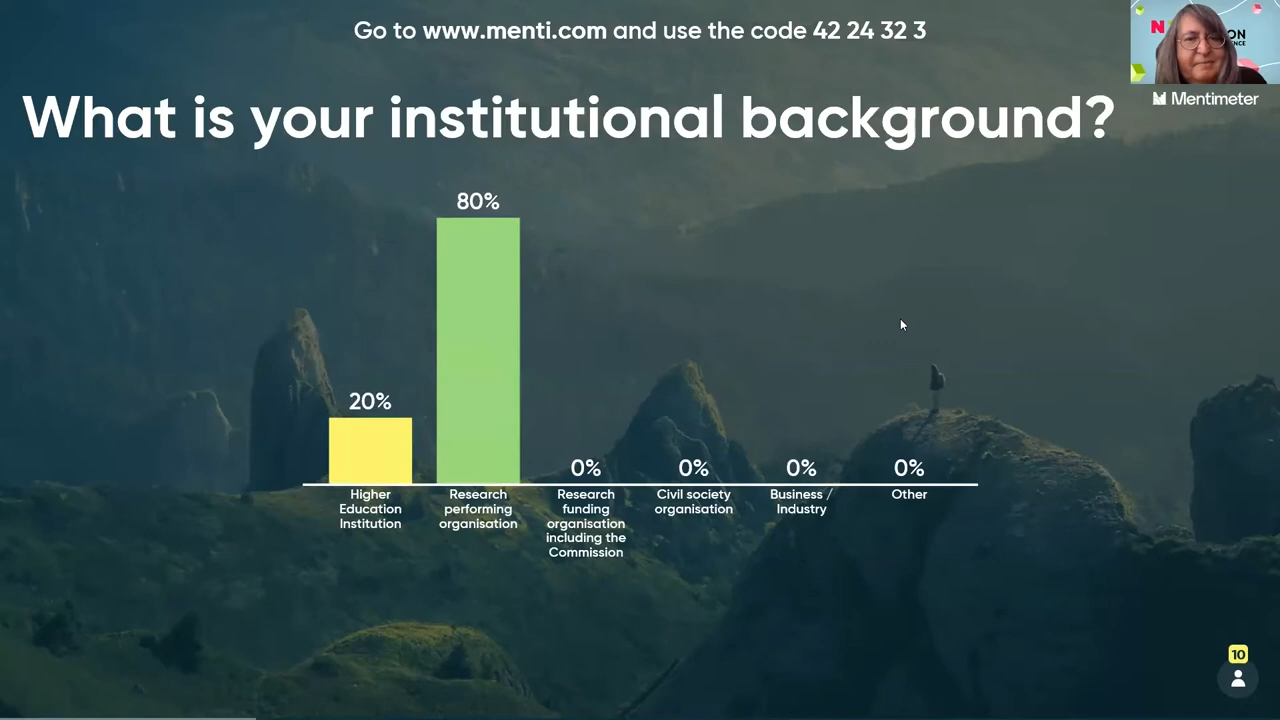 Go to www.menti.com and use the code 42 24 32 3
N
ON
ENCE
Mentimeter
What is your institutional background?
80%
20%
0%
0%
0%
0%
Higher
Education
Institution
Research
performing
organisation
Research
funding
organisation
including the
Commission
Civil society
organisation
Business /
Industry
Other
10